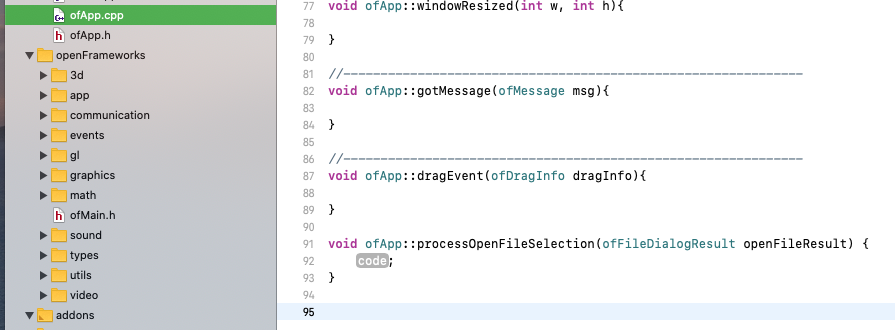 ofApp.cpp
ofApp.h
openFrameworks
3d
app
communication
events
gl
graphics
math
ofMain.h
sound
types
utils
video
addons
77 void ofApp::windowResized(int w, int h){
78
79 }
80
81 //--------------------------------------------------------------
82 void ofApp::gotMessage(ofMessage msg){
83
84 }
85
86 //--------------------------------------------------------------
87 void ofApp::dragEvent(ofDragInfo dragInfo){
88
89 }
90
91 void ofApp::processOpenFileSelection(ofFileDialogResult openFileResult) {
92     code;
93 }
94
95